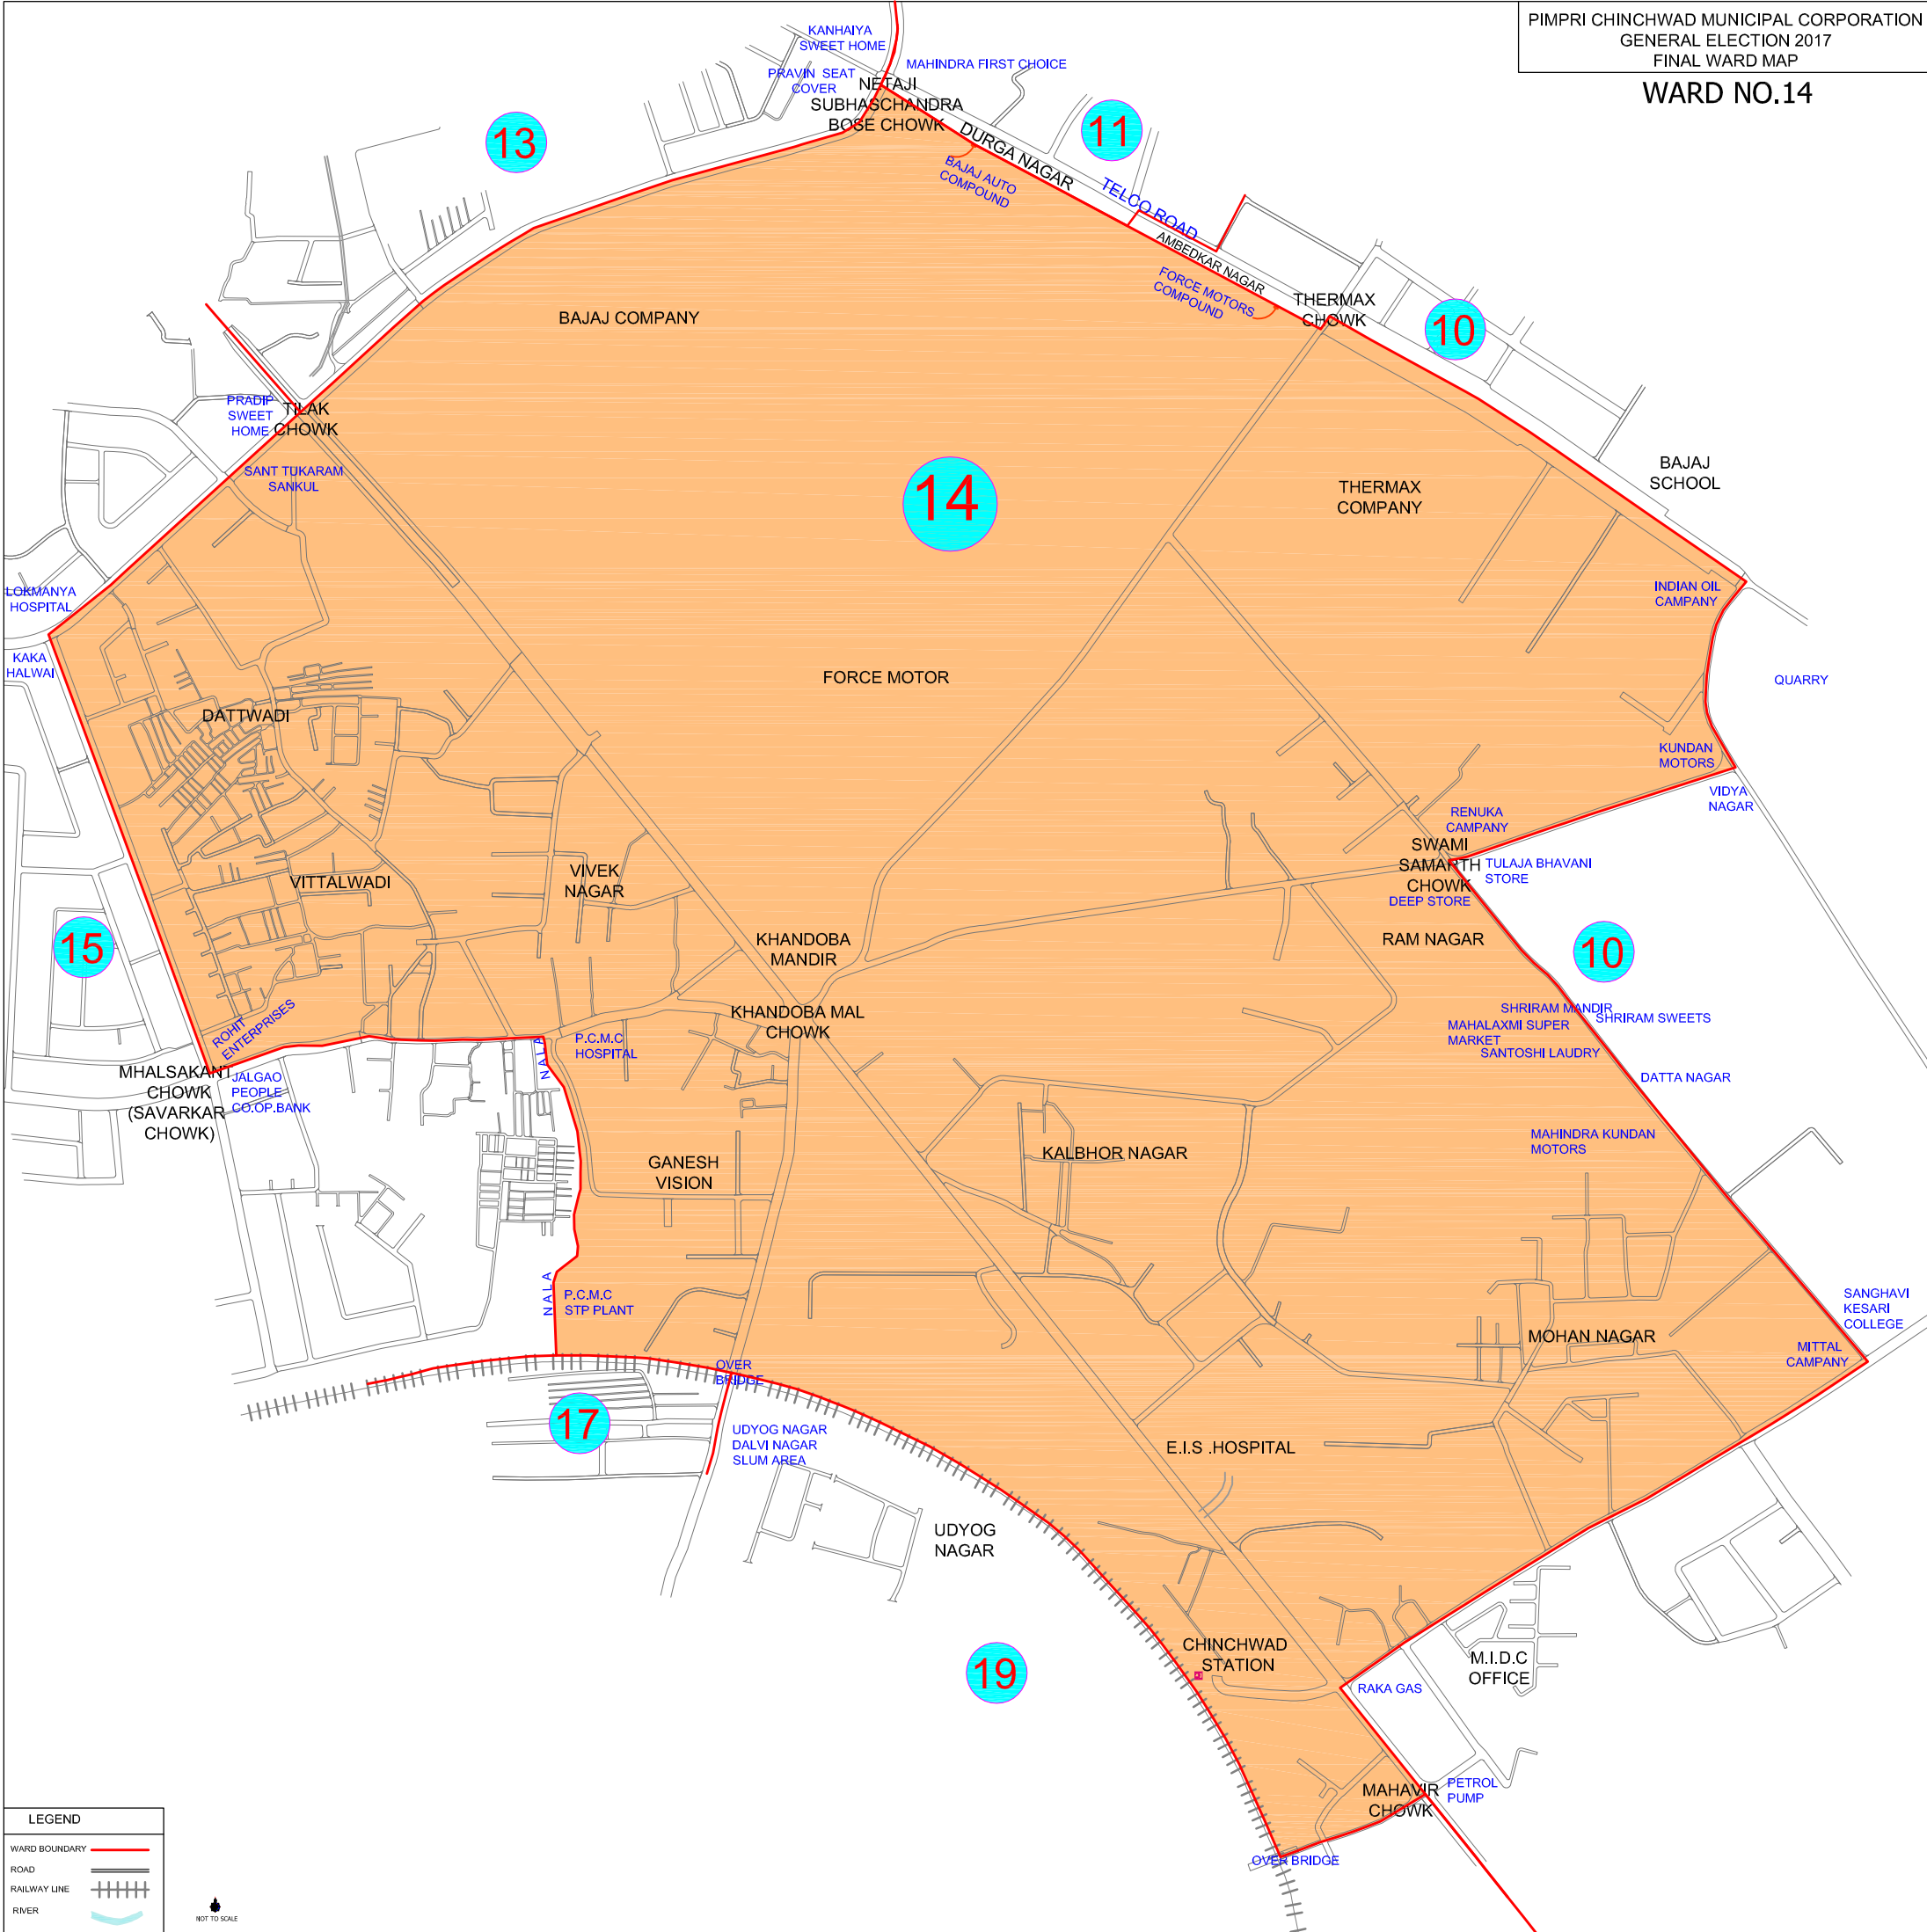 PIMPRI CHINCHWAD MUNICIPAL CORPORATION
GENERAL ELECTION 2017
FINAL WARD MAP
WARD NO.14
KANHAIYA
SWEET HOME
MAHINDRA FIRST CHOICE
PRAVIN SEAT
COVER
NETAJI
SUBHASCHANDRA
BOSE CHOWK
DURGA NAGAR
11
13
BAJAJ AUTO
COMPOUND
TELCO ROAD
AMBEDKAR NAGAR
FORCE MOTORS
COMPOUND
THERMAX
CHOWK
10
BAJAJ COMPANY
PRADIP
SWEET
HOME
TILAK
CHOWK
SANT TUKARAM
SANKUL
14
THERMAX
COMPANY
BAJAJ
SCHOOL
LOKMANYA
HOSPITAL
INDIAN OIL
CAMPANY
KAKA
HALWAI
FORCE MOTOR
QUARRY
DATTWADI
KUNDAN
MOTORS
VIDYA
NAGAR
RENUKA
CAMPANY
SWAMI
SAMARTH
CHOWK
TULAJA BHAVANI
STORE
DEEP STORE
VITTALWADI
VIVEK
NAGAR
15
KHANDOBA
MANDIR
RAM NAGAR
10
KHANDOBA MAL
CHOWK
SHRIRAM MANDIR
SHRIRAM SWEETS
MAHALAXMI SUPER
MARKET
SANTOSHI LAUDRY
ROHIT
ENTERPRISES
NALA
P.C.M.C
HOSPITAL
MHALSAKANT
CHOWK
(SAVARKAR
CHOWK)
JALGAO
PEOPLE
CO.OP.BANK
DATTA NAGAR
MAHINDRA KUNDAN
MOTORS
KALBHOR NAGAR
GANESH
VISION
NALA
P.C.M.C
STP PLANT
SANGHAVI
KESARI
COLLEGE
MOHAN NAGAR
MITTAL
CAMPANY
OVER
BRIDGE
17
UDYOG NAGAR
DALVI NAGAR
SLUM AREA
E.I.S .HOSPITAL
UDYOG
NAGAR
19
CHINCHWAD
STATION
M.I.D.C
OFFICE
RAKA GAS
MAHAVIR
CHOWK
PETROL
PUMP
OVER BRIDGE
LEGEND
WARD BOUNDARY
ROAD
RAILWAY LINE
RIVER
NOT TO SCALE